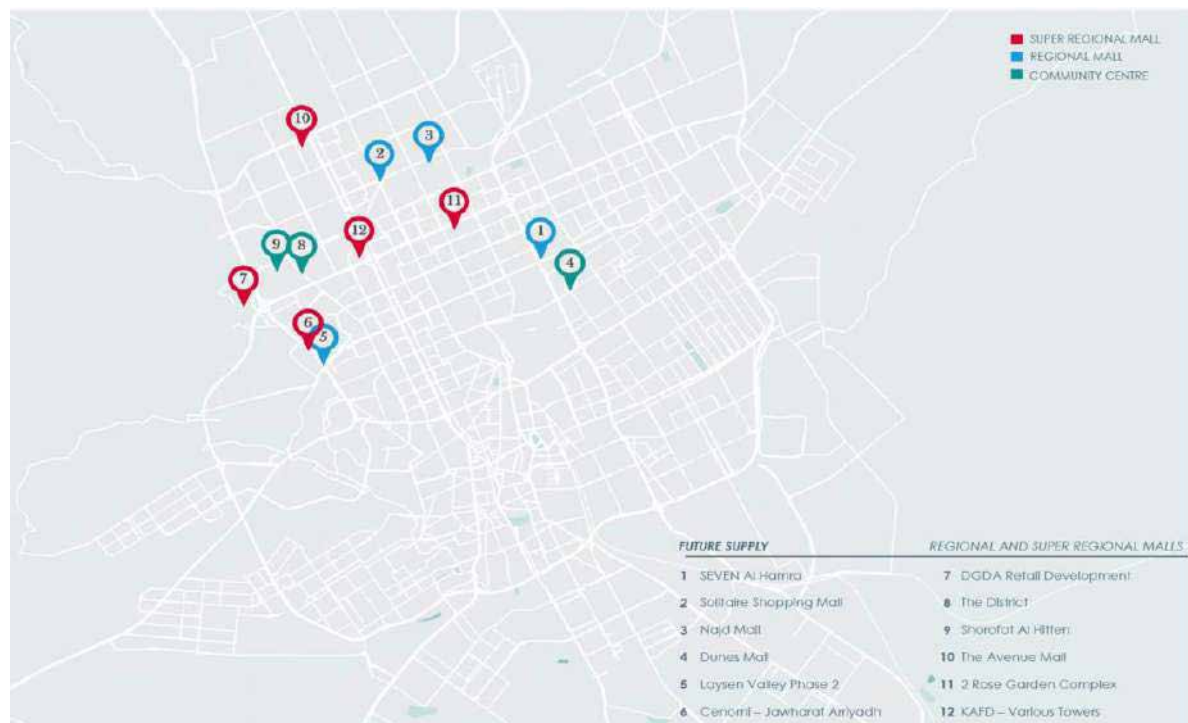 SUPER REGIONAL MALL
REGIONAL MALL
COMMUNITY CENTRE
10
3
2
11
12
1
9
8
4
7
6
5
FUTURE SUPPLY
1 SEVEN Al Hamra
2 Solitaire Shopping Mall
3 Najd Mall
4 Dunes Mall
5 Laysen Valley Phase 2
6 Cenomi – Jawharat Arriyadh
REGIONAL AND SUPER REGIONAL MALLS
7 DGDA Retail Development
8 The District
9 Shorofat Al Hitten
10 The Avenue Mall
11 2 Rose Garden Complex
12 KAFD – Various Towers